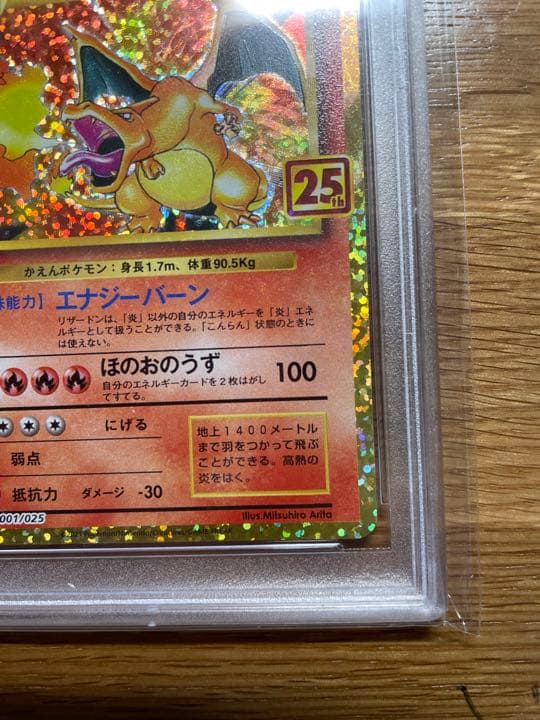 25th
かえんポケモン：身長1.7m、体重90.5Kg
殊能力】エナジーバーン
リザードンは、「炎」以外の自分のエネルギーを「炎」エネ
ルギーとして扱うことができる。「こんらん」状態のときに
は使えない。
ほのおのうず 100
自分のエネルギーカードを２枚はがし
てすてる。
にげる
弱点
抵抗力 ダメージ -30
地上１４００メートル
まで羽をつかって飛ぶ
ことができる。高熱の
炎をはく。
001/025
Illus.Mitsuhiro Arita